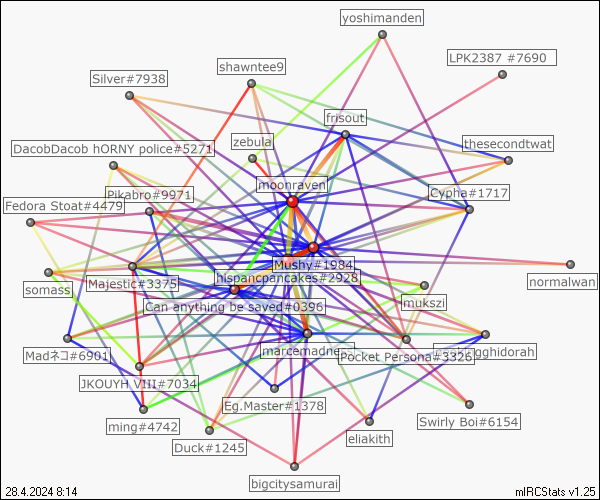 yoshimanden
LPK2387 #7690
shawntee9
Silver#7938
frisout
zebula
thesecondtwat
DacobDacob hORNY police#5271
moonraven
Pikabro#9971
Cypha#1717
Fedora Stoat#4479
Mushy#1984
hispancpancakes#2928
normalwan
somass
Majestic#3375
mukszi
Can anything be saved#0396
marcemadness
Pocket Persona#3326
gghidorah
Madネコ#6901
JKOUYH VIII#7034
Eg.Master#1378
Swirly Boi#6154
ming#4742
eliakith
Duck#1245
bigcitysamurai
28.4.2024 8:14
mIRCStats v1.25